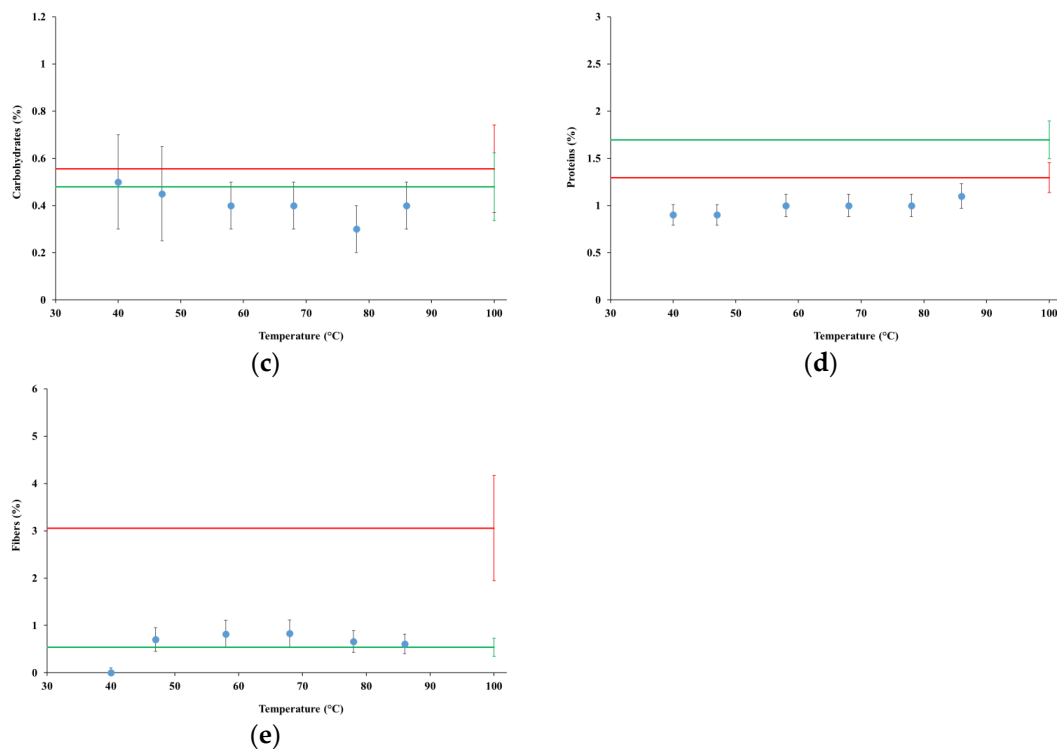 1.2
1
0.8
0.6
0.4
0.2
0
Carbohydrates (%)
30 40 50 60 70 80 90 100
Temperature (°C)
(c)
3
2.5
2
1.5
1
0.5
0
Proteins (%)
30 40 50 60 70 80 90 100
Temperature (°C)
(d)
6
5
4
3
2
1
0
Fibers (%)
30 40 50 60 70 80 90 100
Temperature (°C)
(e)